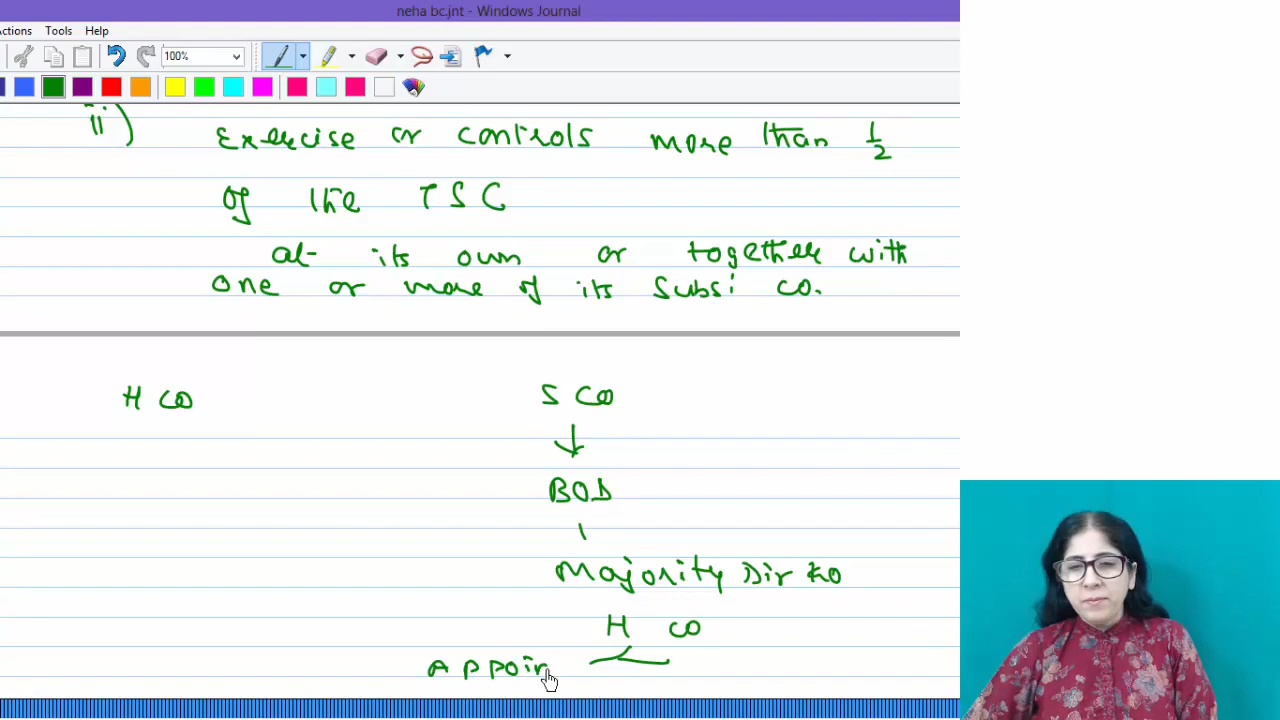 neha bc.jnt - Windows Journal
Actions Tools Help
100%
ii) Exercise or controls more than 1/2
of the TSC
at its own or together with
one or more of its Subsi co.
H CO S CO
BOD
Majority Dir ko
H CO
Appoin